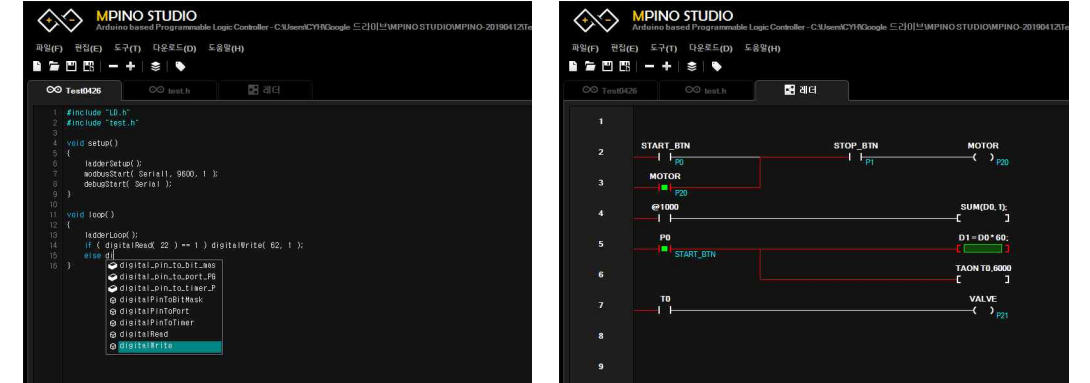 MPINO STUDIO
Arduino based Programmable Logic Controller - C:\Users\CYH\Google 드라이브\MPINO STUDIO\MPINO-20190412\Te
파일(F) 편집(E) 도구(T) 다운로드(D) 도움말(H)
Test0426 test.h 레더
1 #include "LD.h"
2 #include "test.h"
3
4 void setup()
5 {
6 ladderSetup();
7 modbusStart( Serial1, 9600, 1 );
8 debugStart( Serial );
9 }
10
11 void loop()
12 {
13 ladderLoop();
14 if ( digitalRead( 22 ) == 1 ) digitalWrite( 62, 1 );
15 else di
16 }
digital_pin_to_bit_mas
digital_pin_to_port_PG
digital_pin_to_timer_P
digitalPinToBitMask
digitalPinToPort
digitalPinToTimer
digitalRead
digitalWrite
MPINO STUDIO
Arduino based Programmable Logic Controller - C:\Users\CYH\Google 드라이브\MPINO STUDIO\MPINO-20190412\Te
파일(F) 편집(E) 도구(T) 다운로드(D) 도움말(H)
Test0426 test.h 레더
1
START_BTN STOP_BTN MOTOR
2
P0 P1 P20
MOTOR
3
P20
@1000 SUM(D0, 1);
4
P0 D1 = D0 * 60;
5
START_BTN
TAON T0,6000
6
T0 VALVE
7
P21
8
9